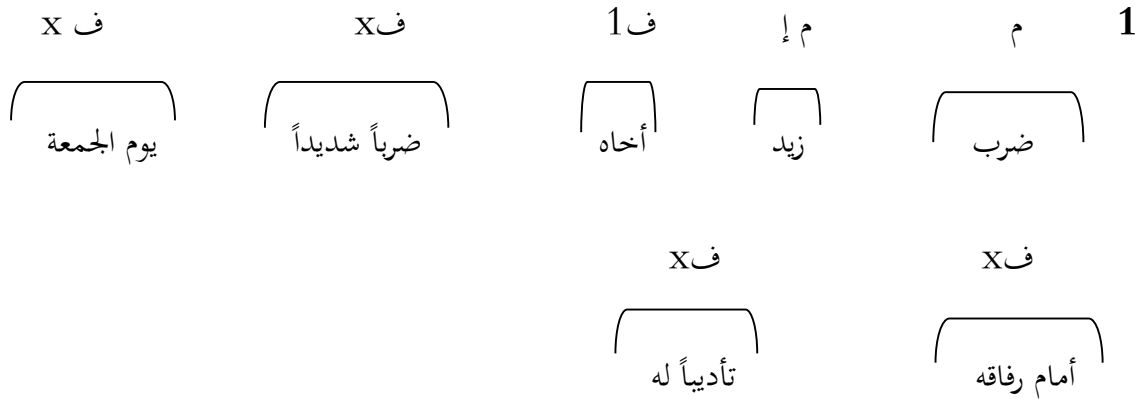 1 م م إ ف1 فx ف x
ضرب زيد أخاه ضرباً شديداً يوم الجمعة
فx فx
أمام رفاقه تأديباً له